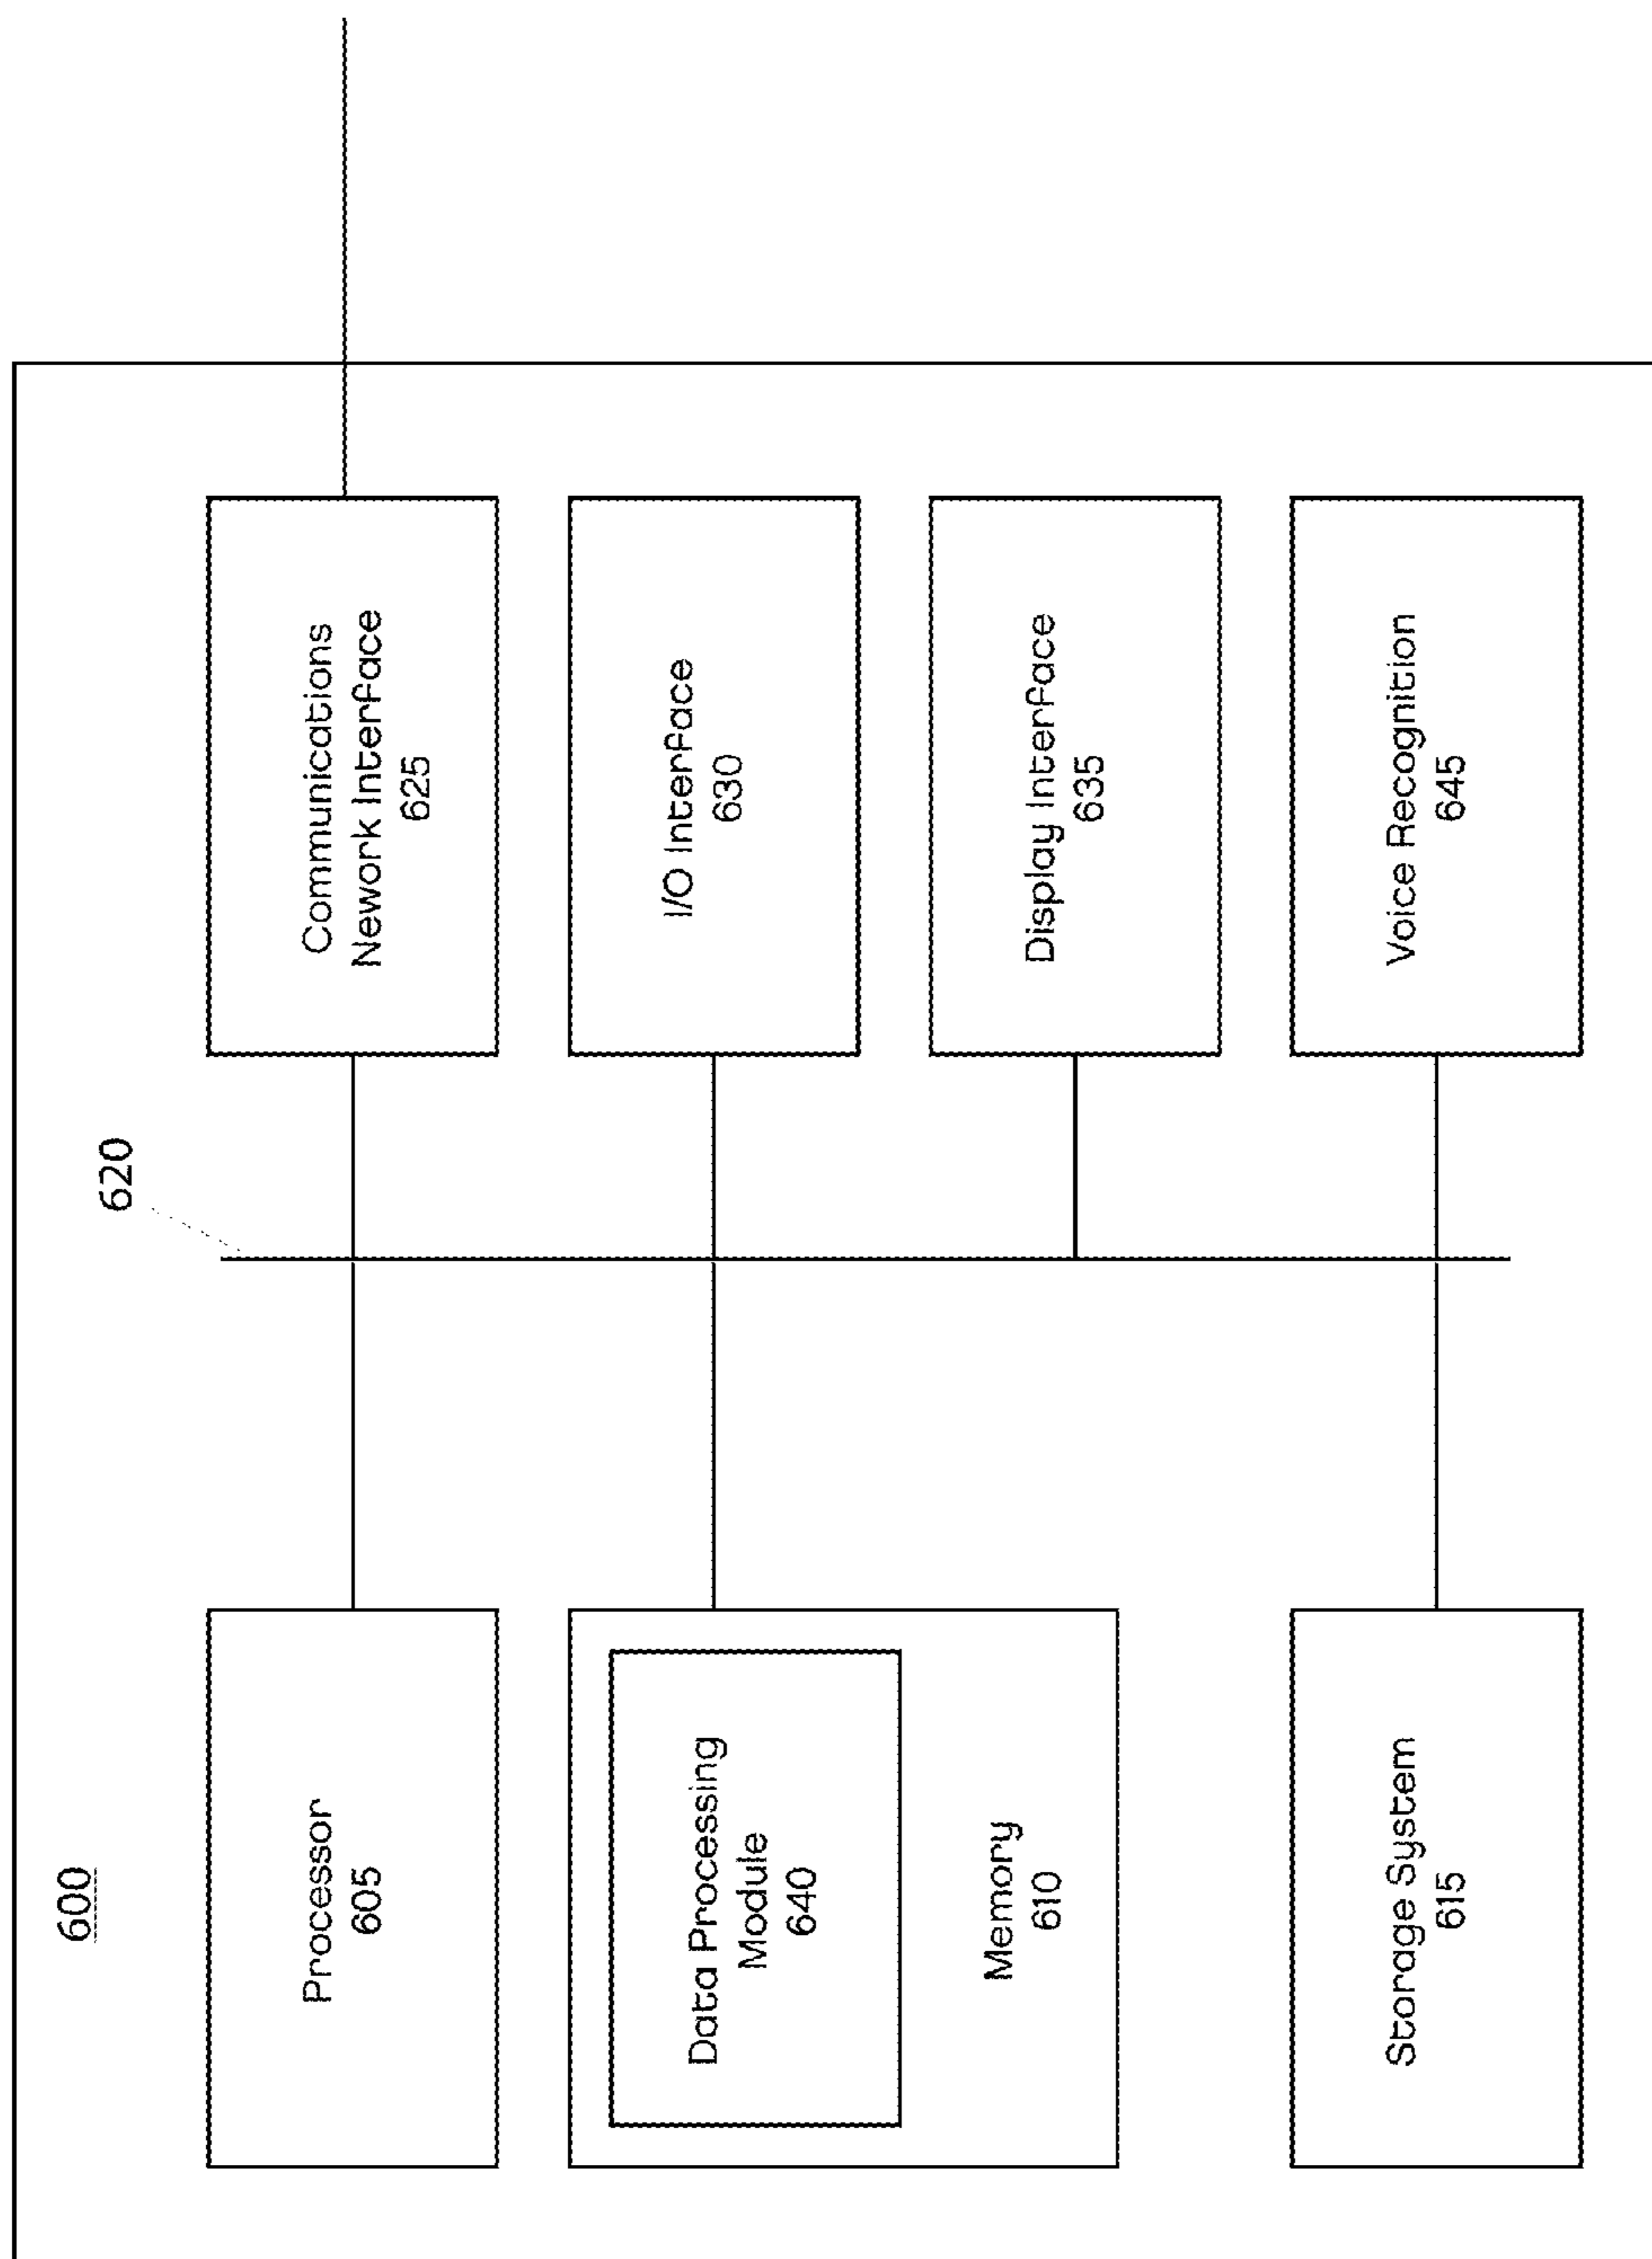 600
620
Processor
605
Data Processing
Module
640
Memory
610
Storage System
615
Communications
Nework Interface
625
I/O Interface
630
Display Interface
635
Voice Recognition
645